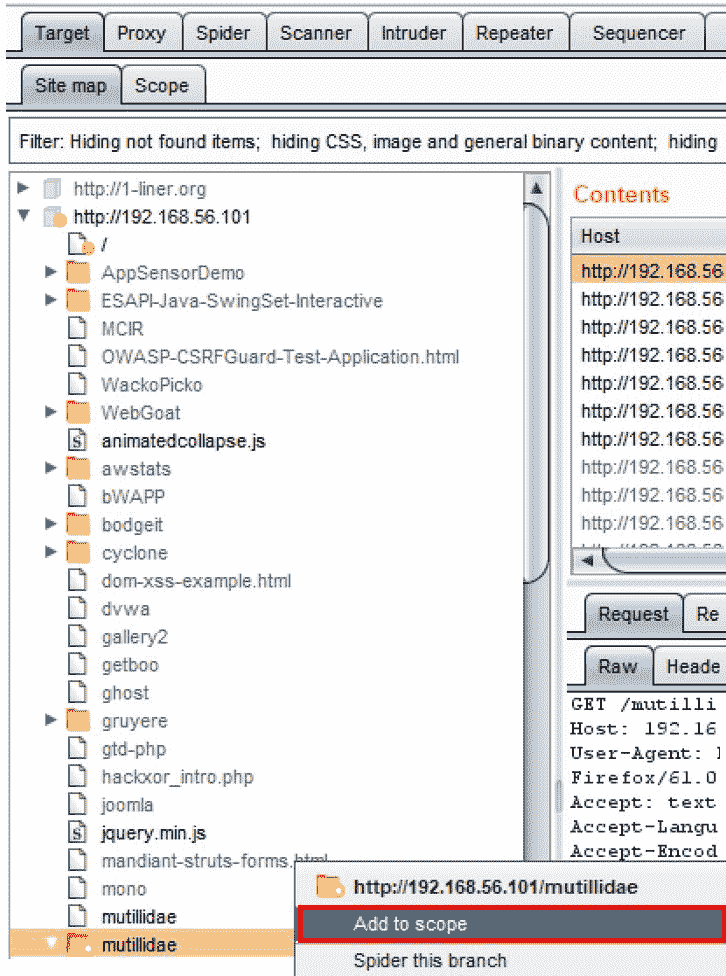 Target Proxy Spider Scanner Intruder Repeater Sequencer
Site map Scope
Filter: Hiding not found items; hiding CSS, image and general binary content; hiding
http://1-liner.org
http://192.168.56.101
/
AppSensorDemo
ESAPI-Java-SwingSet-Interactive
MCIR
OWASP-CSRFGuard-Test-Application.html
WackoPicko
WebGoat
animatedcollapse.js
awstats
bWAPP
bodgeit
cyclone
dom-xss-example.html
dvwa
gallery2
getboo
ghost
gruyere
gtd-php
hackxor_intro.php
joomla
jquery.min.js
mandiant-struts-forms.html
mono
mutillidae
mutillidae
Contents
Host
http://192.168.56
http://192.168.56
http://192.168.56
http://192.168.56
http://192.168.56
http://192.168.56
http://192.168.56
http://192.168.56
http://192.168.56
http://192.168.56
Request Re
Raw Heade
GET /mutilli
Host: 192.16
User-Agent:
Firefox/61.0
Accept: text
Accept-Langu
Accept-Encod
http://192.168.56.101/mutillidae
Add to scope
Spider this branch